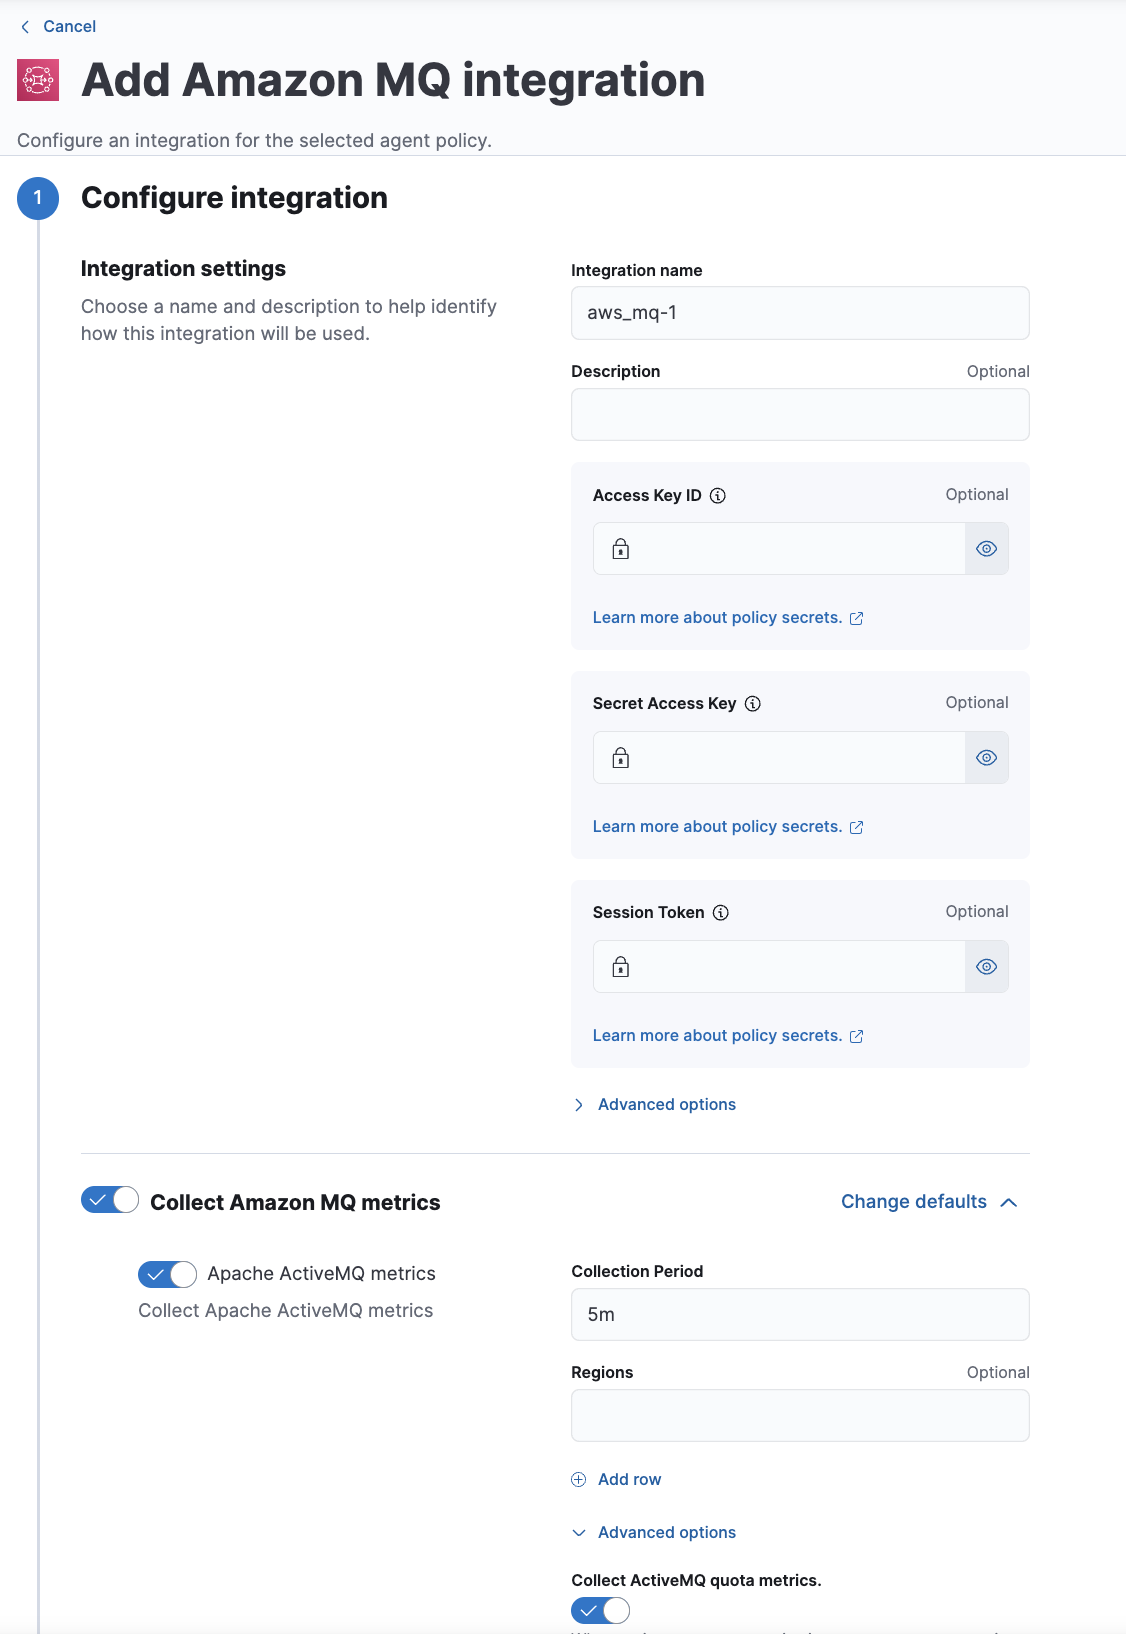 Cancel
Add Amazon MQ integration
Configure an integration for the selected agent policy.
1
Configure integration
Integration settings
Choose a name and description to help identify
how this integration will be used.
Integration name
aws_mq-1
Description
Optional
Access Key ID
Optional
Learn more about policy secrets.
Secret Access Key
Optional
Learn more about policy secrets.
Session Token
Optional
Learn more about policy secrets.
Advanced options
Collect Amazon MQ metrics
Change defaults
Apache ActiveMQ metrics
Collect Apache ActiveMQ metrics
Collection Period
5m
Regions
Optional
Add row
Advanced options
Collect ActiveMQ quota metrics.